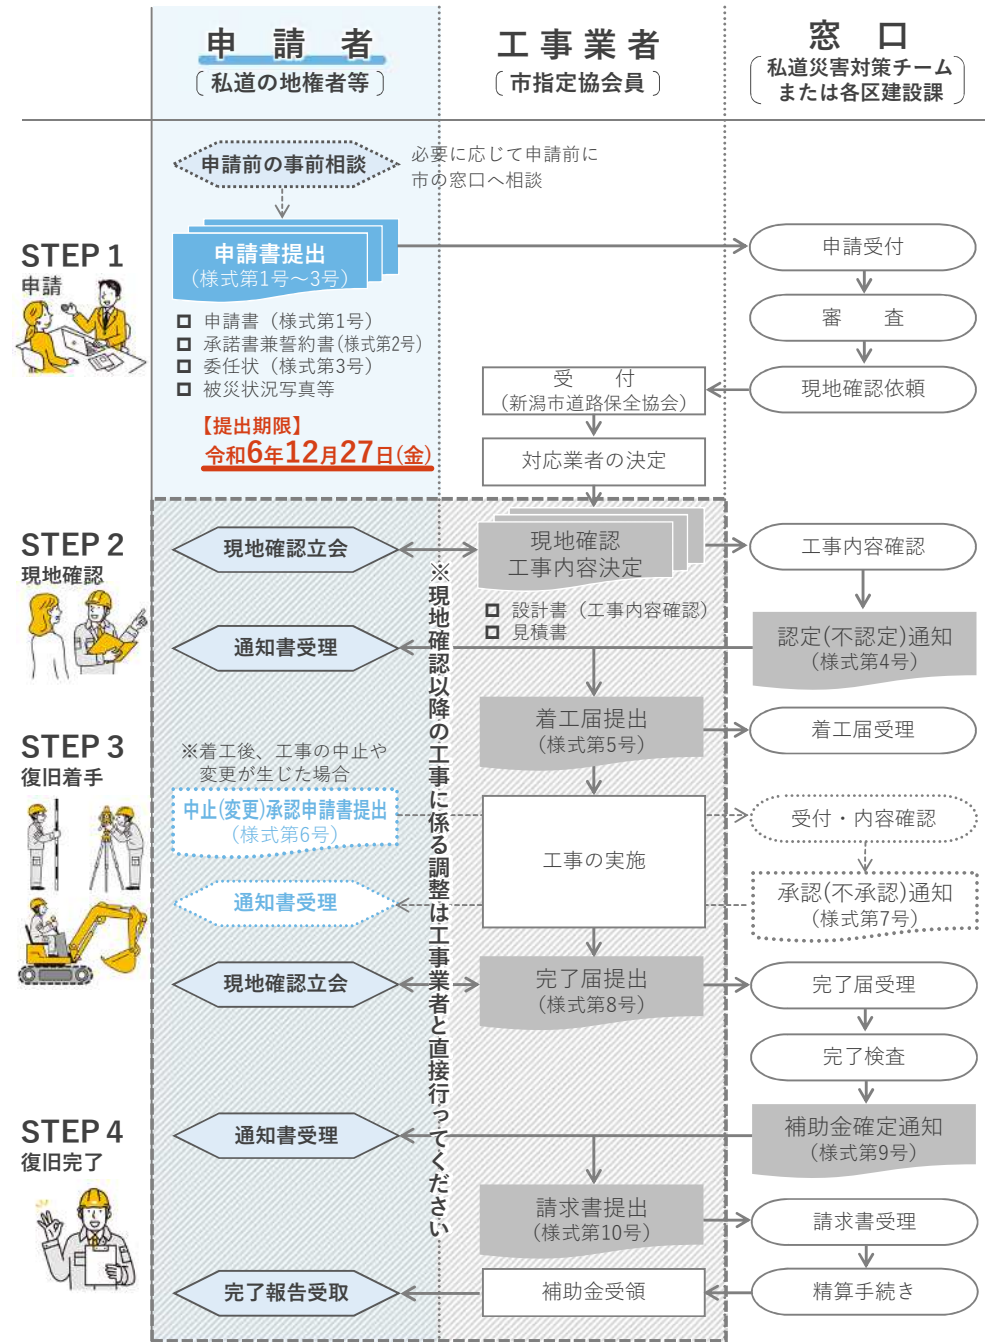 申請者
〔私道の地権者等〕
工事業者
〔市指定協会員〕
窓口
〔私道災害対策チーム
または各区建設課〕
申請前の事前相談
必要に応じて申請前に
市の窓口へ相談
STEP 1
申請
申請書提出
(様式第1号～3号)
申請受付
審査
現地確認依頼
申請書（様式第1号）
承諾書兼誓約書(様式第2号)
委任状（様式第3号）
被災状況写真等
【提出期限】
令和6年12月27日(金)
受付
(新潟市道路保全協会)
対応業者の決定
STEP 2
現地確認
現地確認立会
現地確認
工事内容決定
工事内容確認
設計書（工事内容確認）
見積書
通知書受理
認定(不認定)通知
(様式第4号)
※現地確認以降の工事に係る調整は工事業者と直接行ってください
STEP 3
復旧着手
着工届提出
(様式第5号)
着工届受理
※着工後、工事の中止や
変更が生じた場合
中止(変更)承認申請書提出
(様式第6号)
工事の実施
受付・内容確認
通知書受理
承認(不承認)通知
(様式第7号)
現地確認立会
完了届提出
(様式第8号)
完了届受理
完了検査
STEP 4
復旧完了
通知書受理
補助金確定通知
(様式第9号)
請求書提出
(様式第10号)
請求書受理
完了報告受取
補助金受領
精算手続き